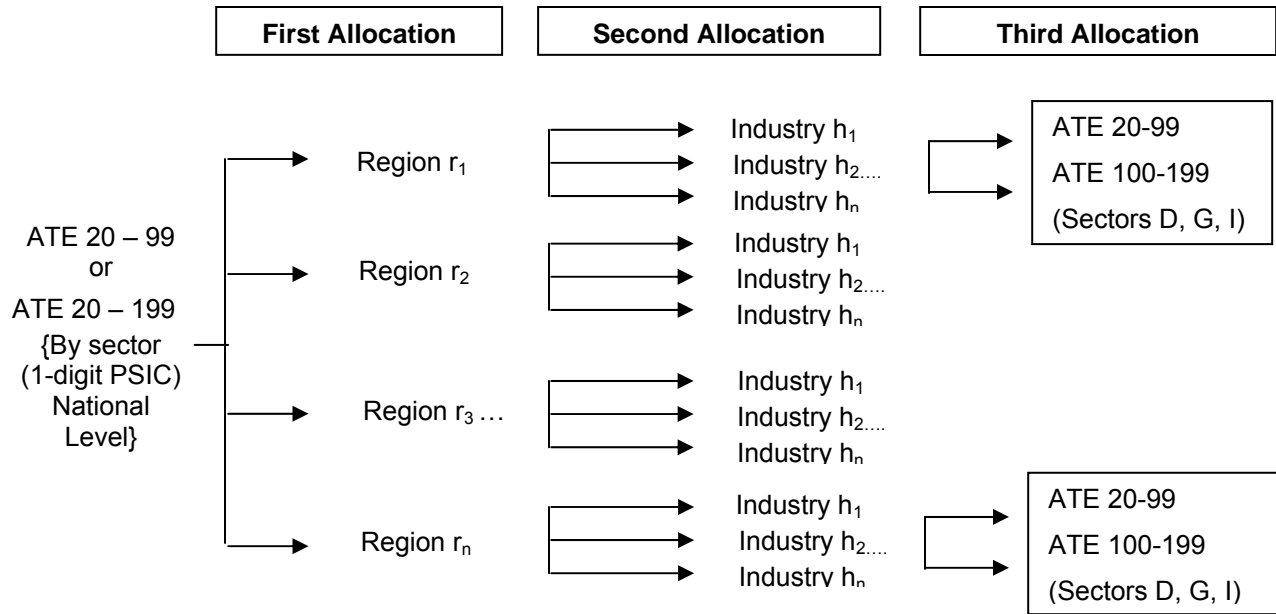 First Allocation
Second Allocation
Third Allocation
ATE 20 – 99
or
ATE 20 – 199
{By sector
(1-digit PSIC)
National
Level}
Region r₁
Industry h₁
Industry h₂....
Industry hₙ
ATE 20-99
ATE 100-199
(Sectors D, G, I)
Region r₂
Industry h₁
Industry h₂....
Industry hₙ
Region r₃ …
Industry h₁
Industry h₂....
Industry hₙ
Region rₙ
Industry h₁
Industry h₂....
Industry hₙ
ATE 20-99
ATE 100-199
(Sectors D, G, I)